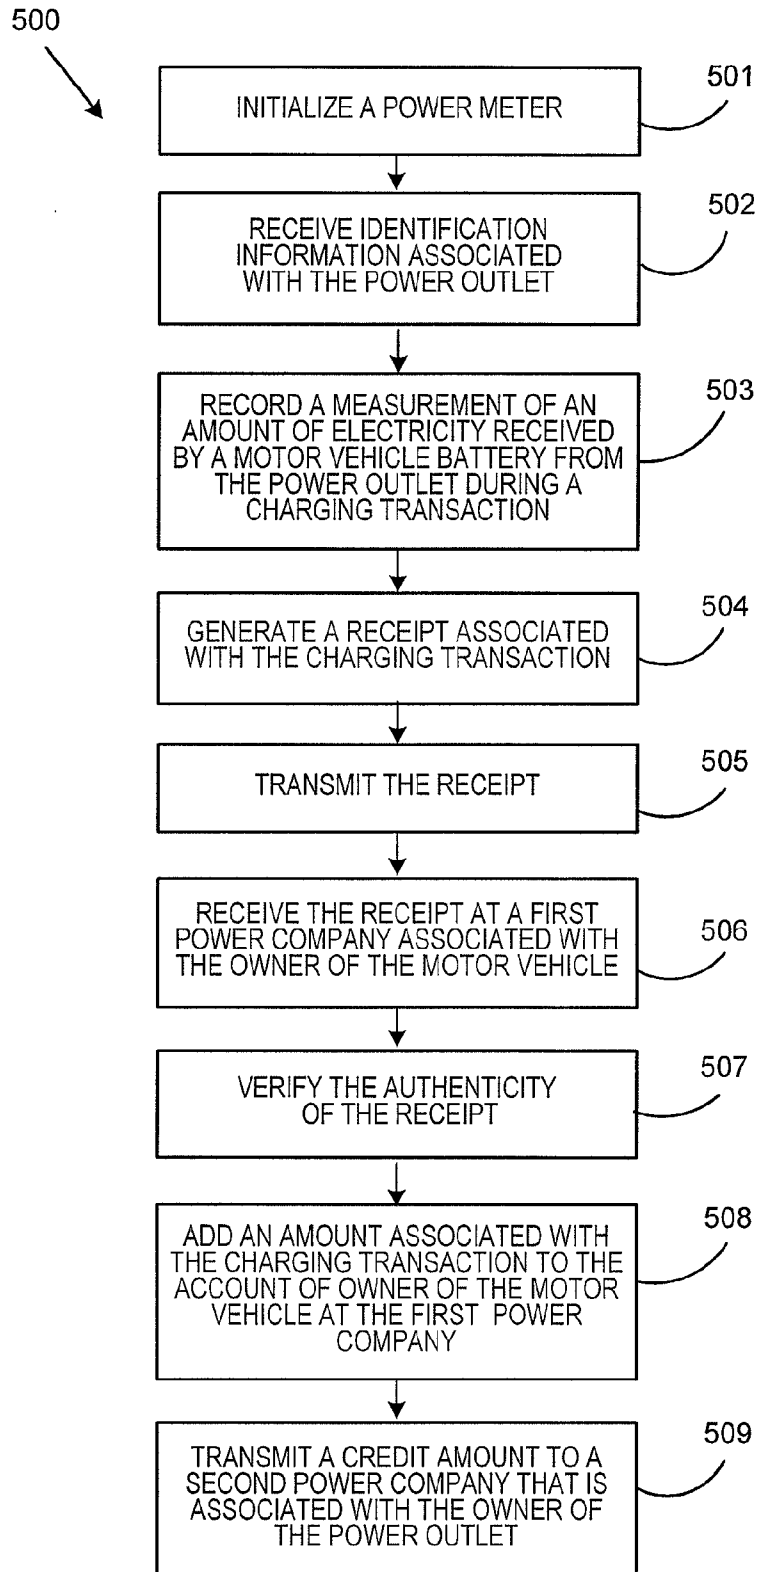 500
501
INITIALIZE A POWER METER
502
RECEIVE IDENTIFICATION
INFORMATION ASSOCIATED
WITH THE POWER OUTLET
503
RECORD A MEASUREMENT OF AN
AMOUNT OF ELECTRICITY RECEIVED
BY A MOTOR VEHICLE BATTERY FROM
THE POWER OUTLET DURING A
CHARGING TRANSACTION
504
GENERATE A RECEIPT ASSOCIATED
WITH THE CHARGING TRANSACTION
505
TRANSMIT THE RECEIPT
506
RECEIVE THE RECEIPT AT A FIRST
POWER COMPANY ASSOCIATED WITH
THE OWNER OF THE MOTOR VEHICLE
507
VERIFY THE AUTHENTICITY
OF THE RECEIPT
508
ADD AN AMOUNT ASSOCIATED WITH
THE CHARGING TRANSACTION TO THE
ACCOUNT OF OWNER OF THE MOTOR
VEHICLE AT THE FIRST POWER
COMPANY
509
TRANSMIT A CREDIT AMOUNT TO A
SECOND POWER COMPANY THAT IS
ASSOCIATED WITH THE OWNER OF
THE POWER OUTLET